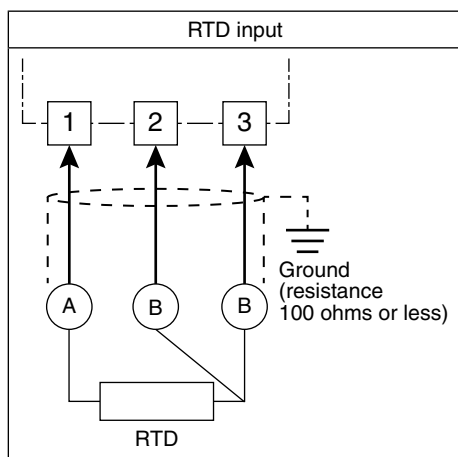 RTD input
1 2 3
Ground
(resistance
100 ohms or less)
A B B
RTD